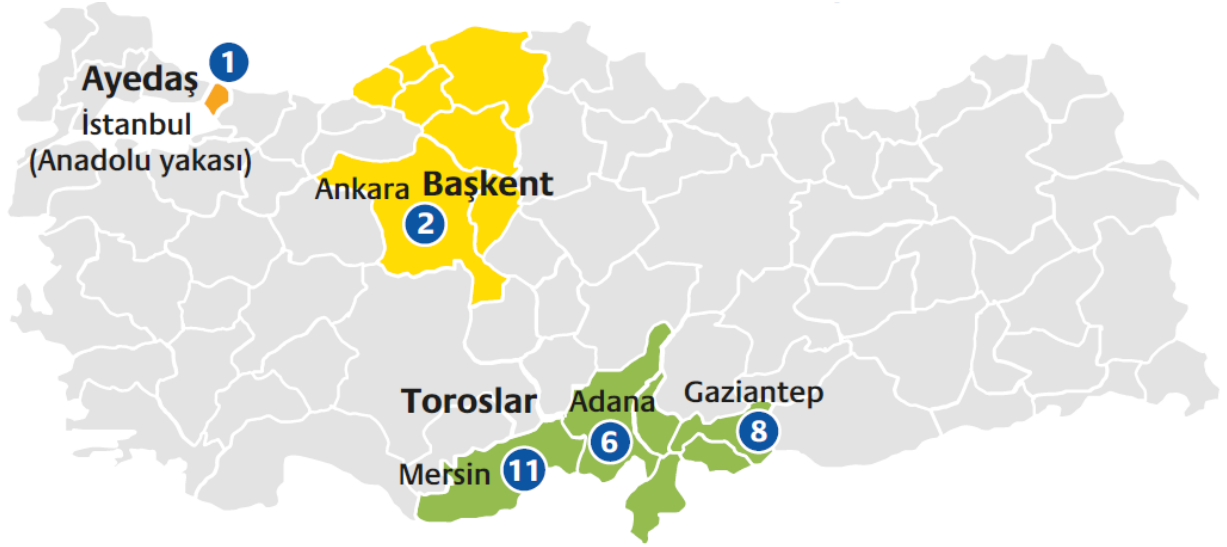 1
Ayedaş
İstanbul
(Anadolu yakası)
Ankara Başkent
2
Toroslar Adana Gaziantep
6 8
Mersin 11